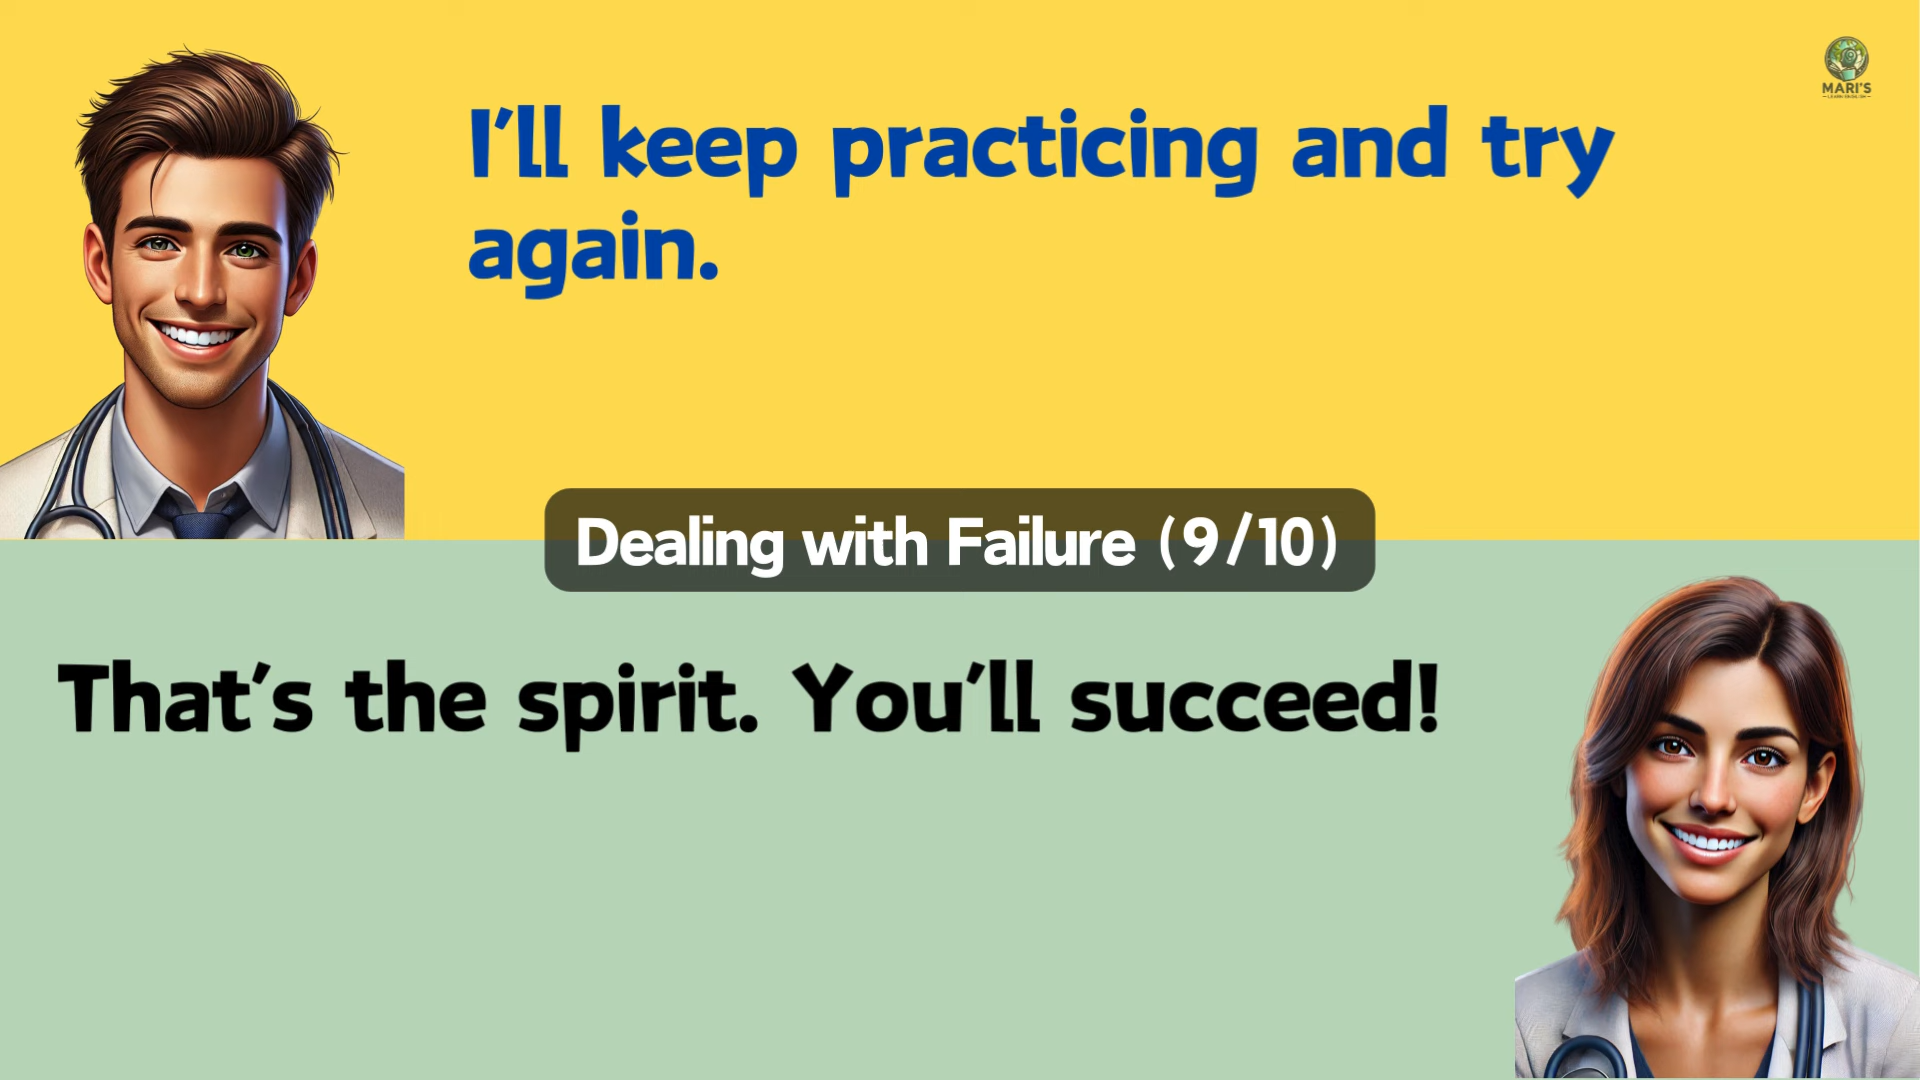 MARI'S
I'll keep practicing and try
again.
Dealing with Failure (9/10)
That's the spirit. You'll succeed!